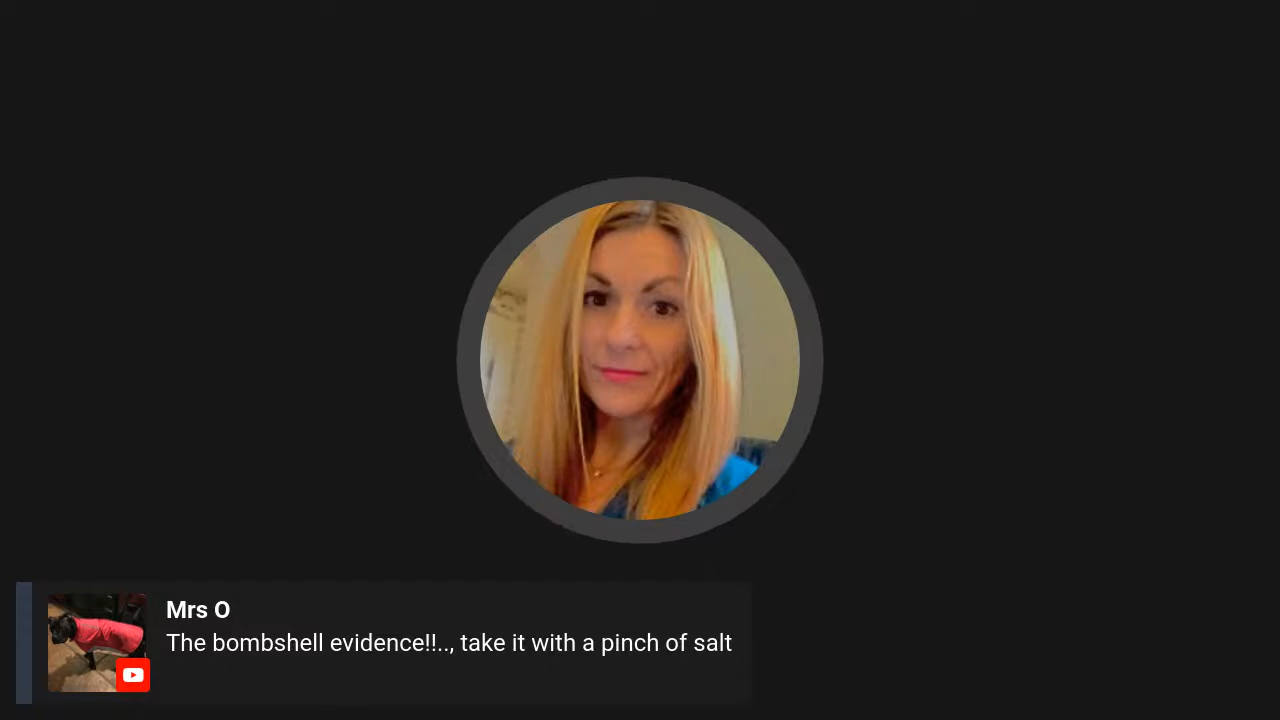 Mrs O
The bombshell evidence!!.., take it with a pinch of salt